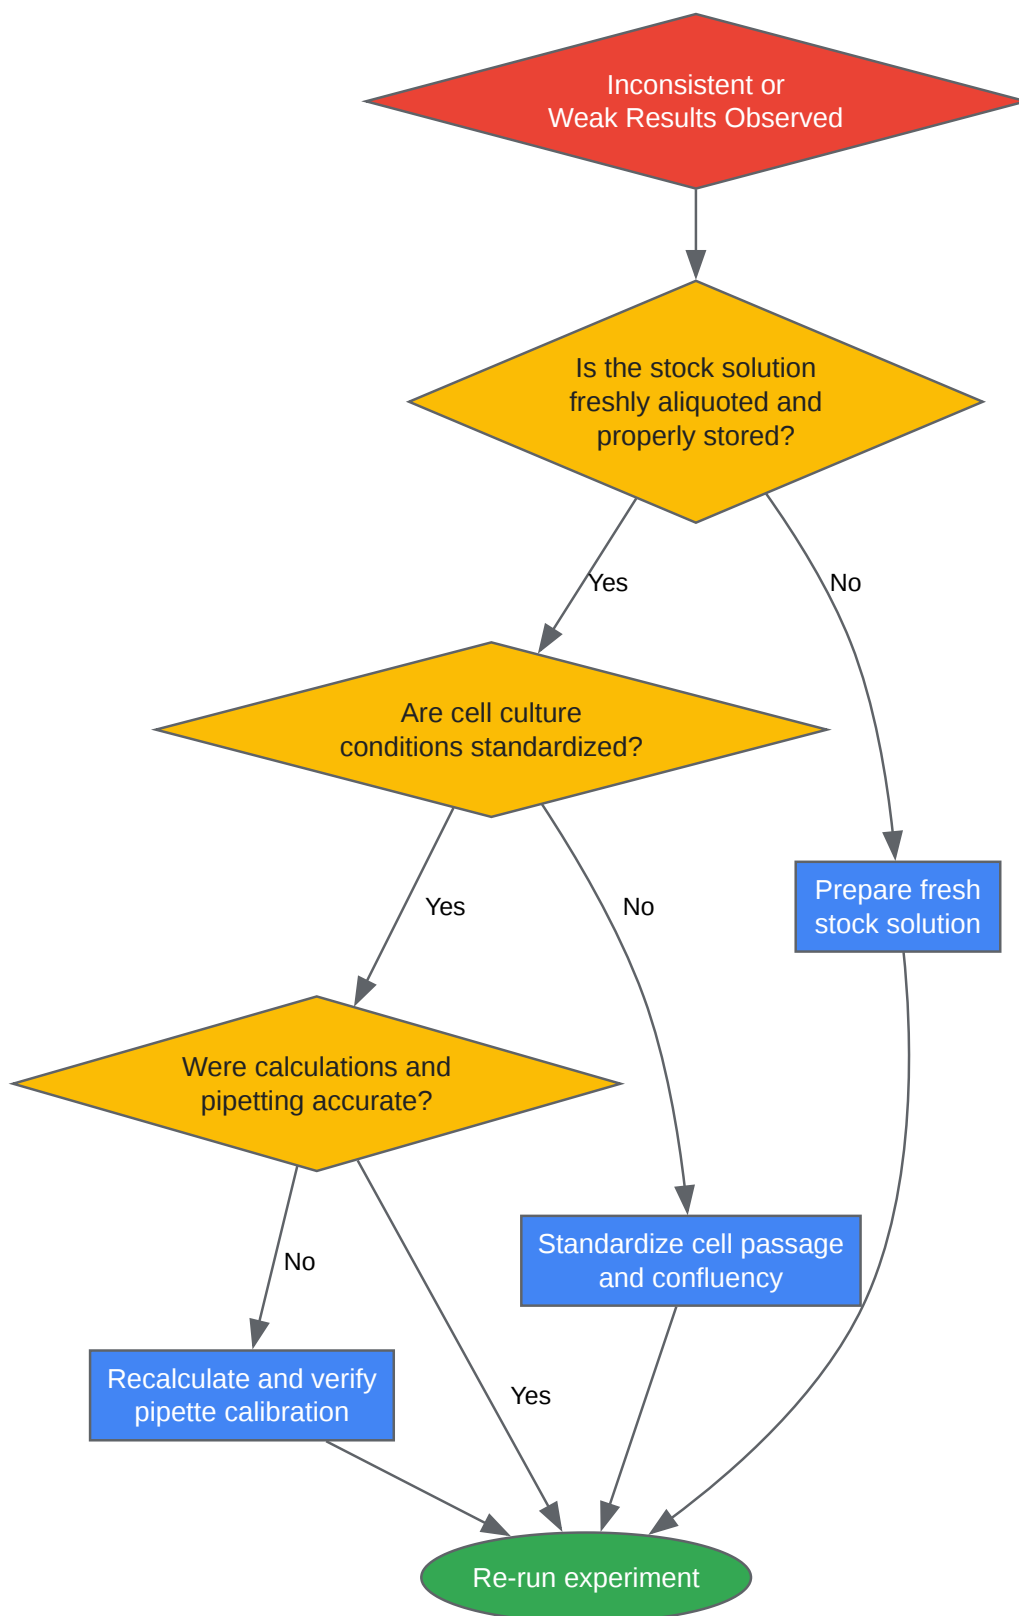 Inconsistent or
Weak Results Observed
Is the stock solution
freshly aliquoted and
properly stored?
Yes
No
Are cell culture
conditions standardized?
Prepare fresh
stock solution
Yes
No
Were calculations and
pipetting accurate?
Standardize cell passage
and confluency
No
Recalculate and verify
pipette calibration
Yes
Re-run experiment